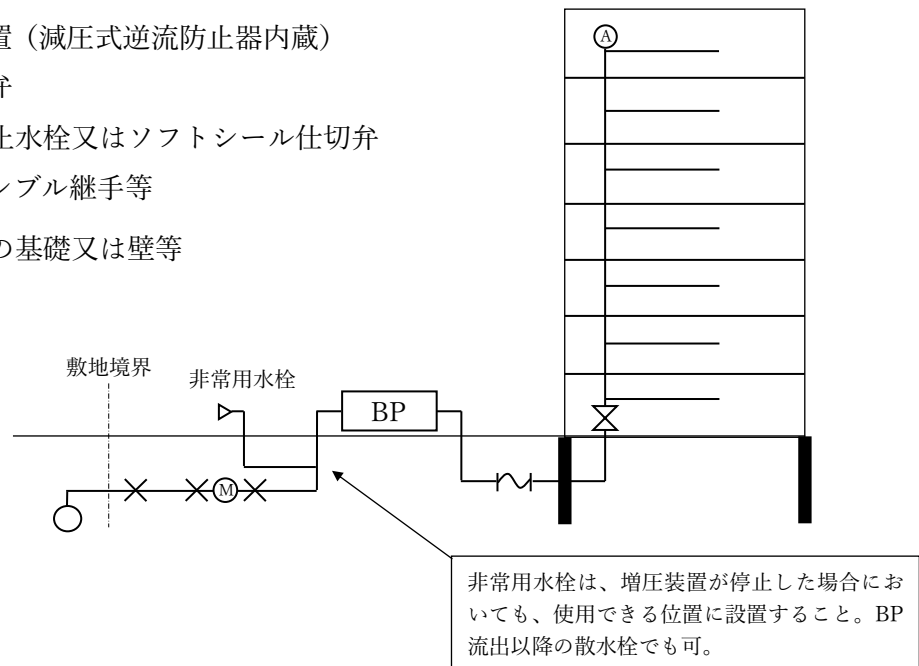 置（減圧式逆流防止器内蔵）
弁
止水栓又はソフトシール仕切弁
ンブル継手等
の基礎又は壁等
A
敷地境界
非常用水栓
BP
M
非常用水栓は、増圧装置が停止した場合にお
いても、使用できる位置に設置すること。BP
流出以降の散水栓でも可。